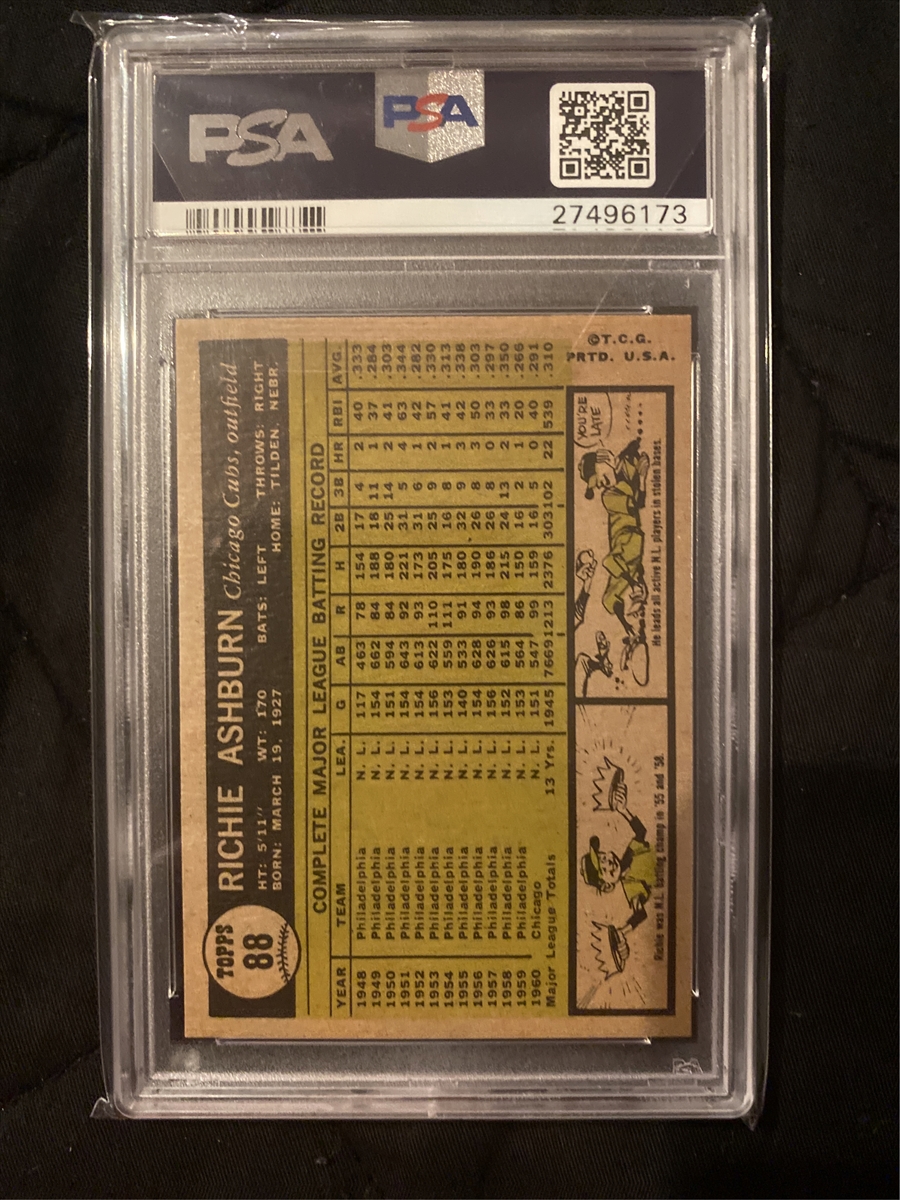 PSA
PSA
27496173
TOPPS
88
RICHIE ASHBURN Chicago Cubs, outfield
HT: 5'11" WT: 170 BATS: LEFT THROWS: RIGHT
BORN: MARCH 19, 1927 HOME: TILDEN, NEBR.
COMPLETE MAJOR LEAGUE BATTING RECORD
YEAR TEAM LEA. G AB R H 2B 3B HR RBI AVG.
1948 Philadelphia N. L. 117 463 78 154 17 4 2 40 .333
1949 Philadelphia N. L. 154 662 84 188 18 11 1 37 .284
1950 Philadelphia N. L. 151 594 84 180 25 14 2 41 .303
1951 Philadelphia N. L. 154 643 92 221 31 5 4 63 .344
1952 Philadelphia N. L. 154 613 93 173 31 6 1 42 .282
1953 Philadelphia N. L. 156 622 110 205 25 9 2 57 .330
1954 Philadelphia N. L. 153 559 111 175 16 8 1 41 .313
1955 Philadelphia N. L. 140 533 91 180 32 9 3 42 .338
1956 Philadelphia N. L. 154 628 94 190 26 8 3 50 .303
1957 Philadelphia N. L. 156 626 93 186 26 8 0 33 .297
1958 Philadelphia N. L. 152 615 98 215 24 13 2 33 .350
1959 Philadelphia N. L. 153 564 86 150 16 2 1 20 .266
1960 Chicago N. L. 151 547 99 159 16 5 0 40 .291
Major League Totals 13 Yrs. 1945 7669 1213 2376 303 102 22 539 .310
Richie was N.L. batting champ in '55 and '58.
YOU'RE
LATE
He leads all active N.L. players in stolen bases.
©T.C.G.
PRTD. U.S.A.